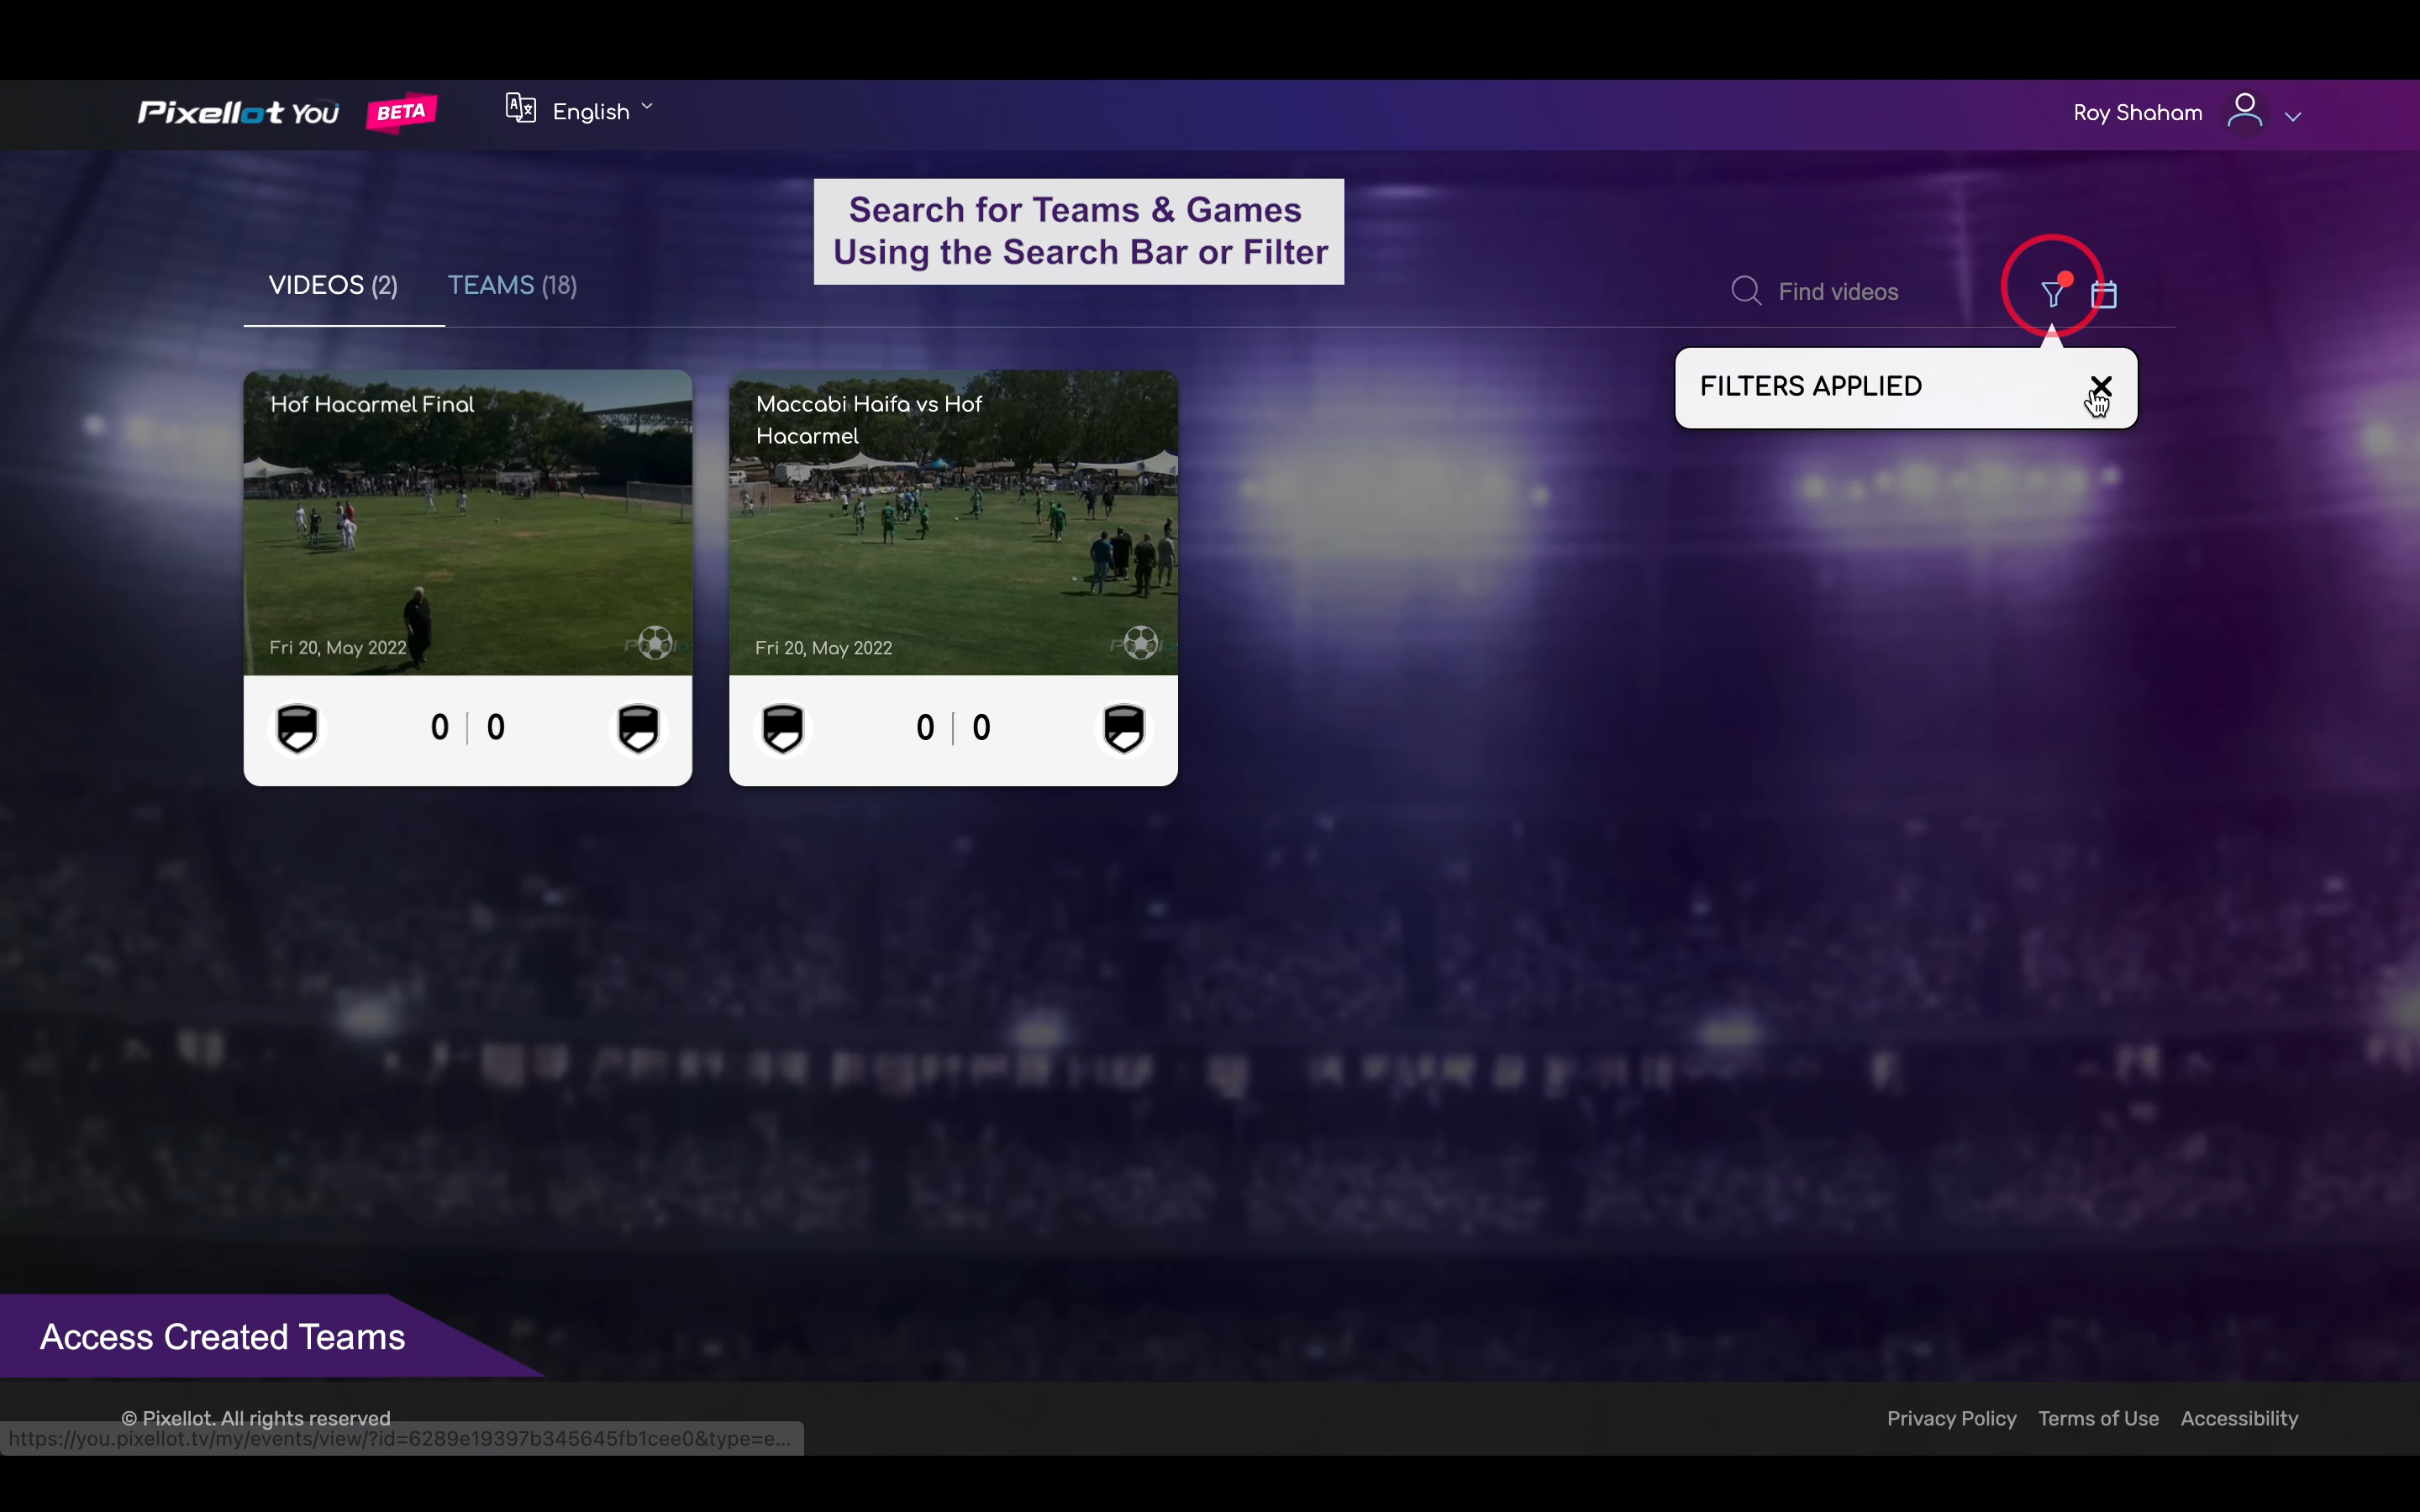 Pixellot You BETA English Roy Shaham
Search for Teams & Games
Using the Search Bar or Filter
VIDEOS (2) TEAMS (18) Find videos
FILTERS APPLIED
Hof Hacarmel Final
Fri 20, May 2022
0 | 0
Maccabi Haifa vs Hof
Hacarmel
Fri 20, May 2022
0 | 0
Access Created Teams
© Pixellot. All rights reserved Privacy Policy Terms of Use Accessibility
https://you.pixellot.tv/my/events/view/?id=6289e19397b345645fb1cee0&type=e...